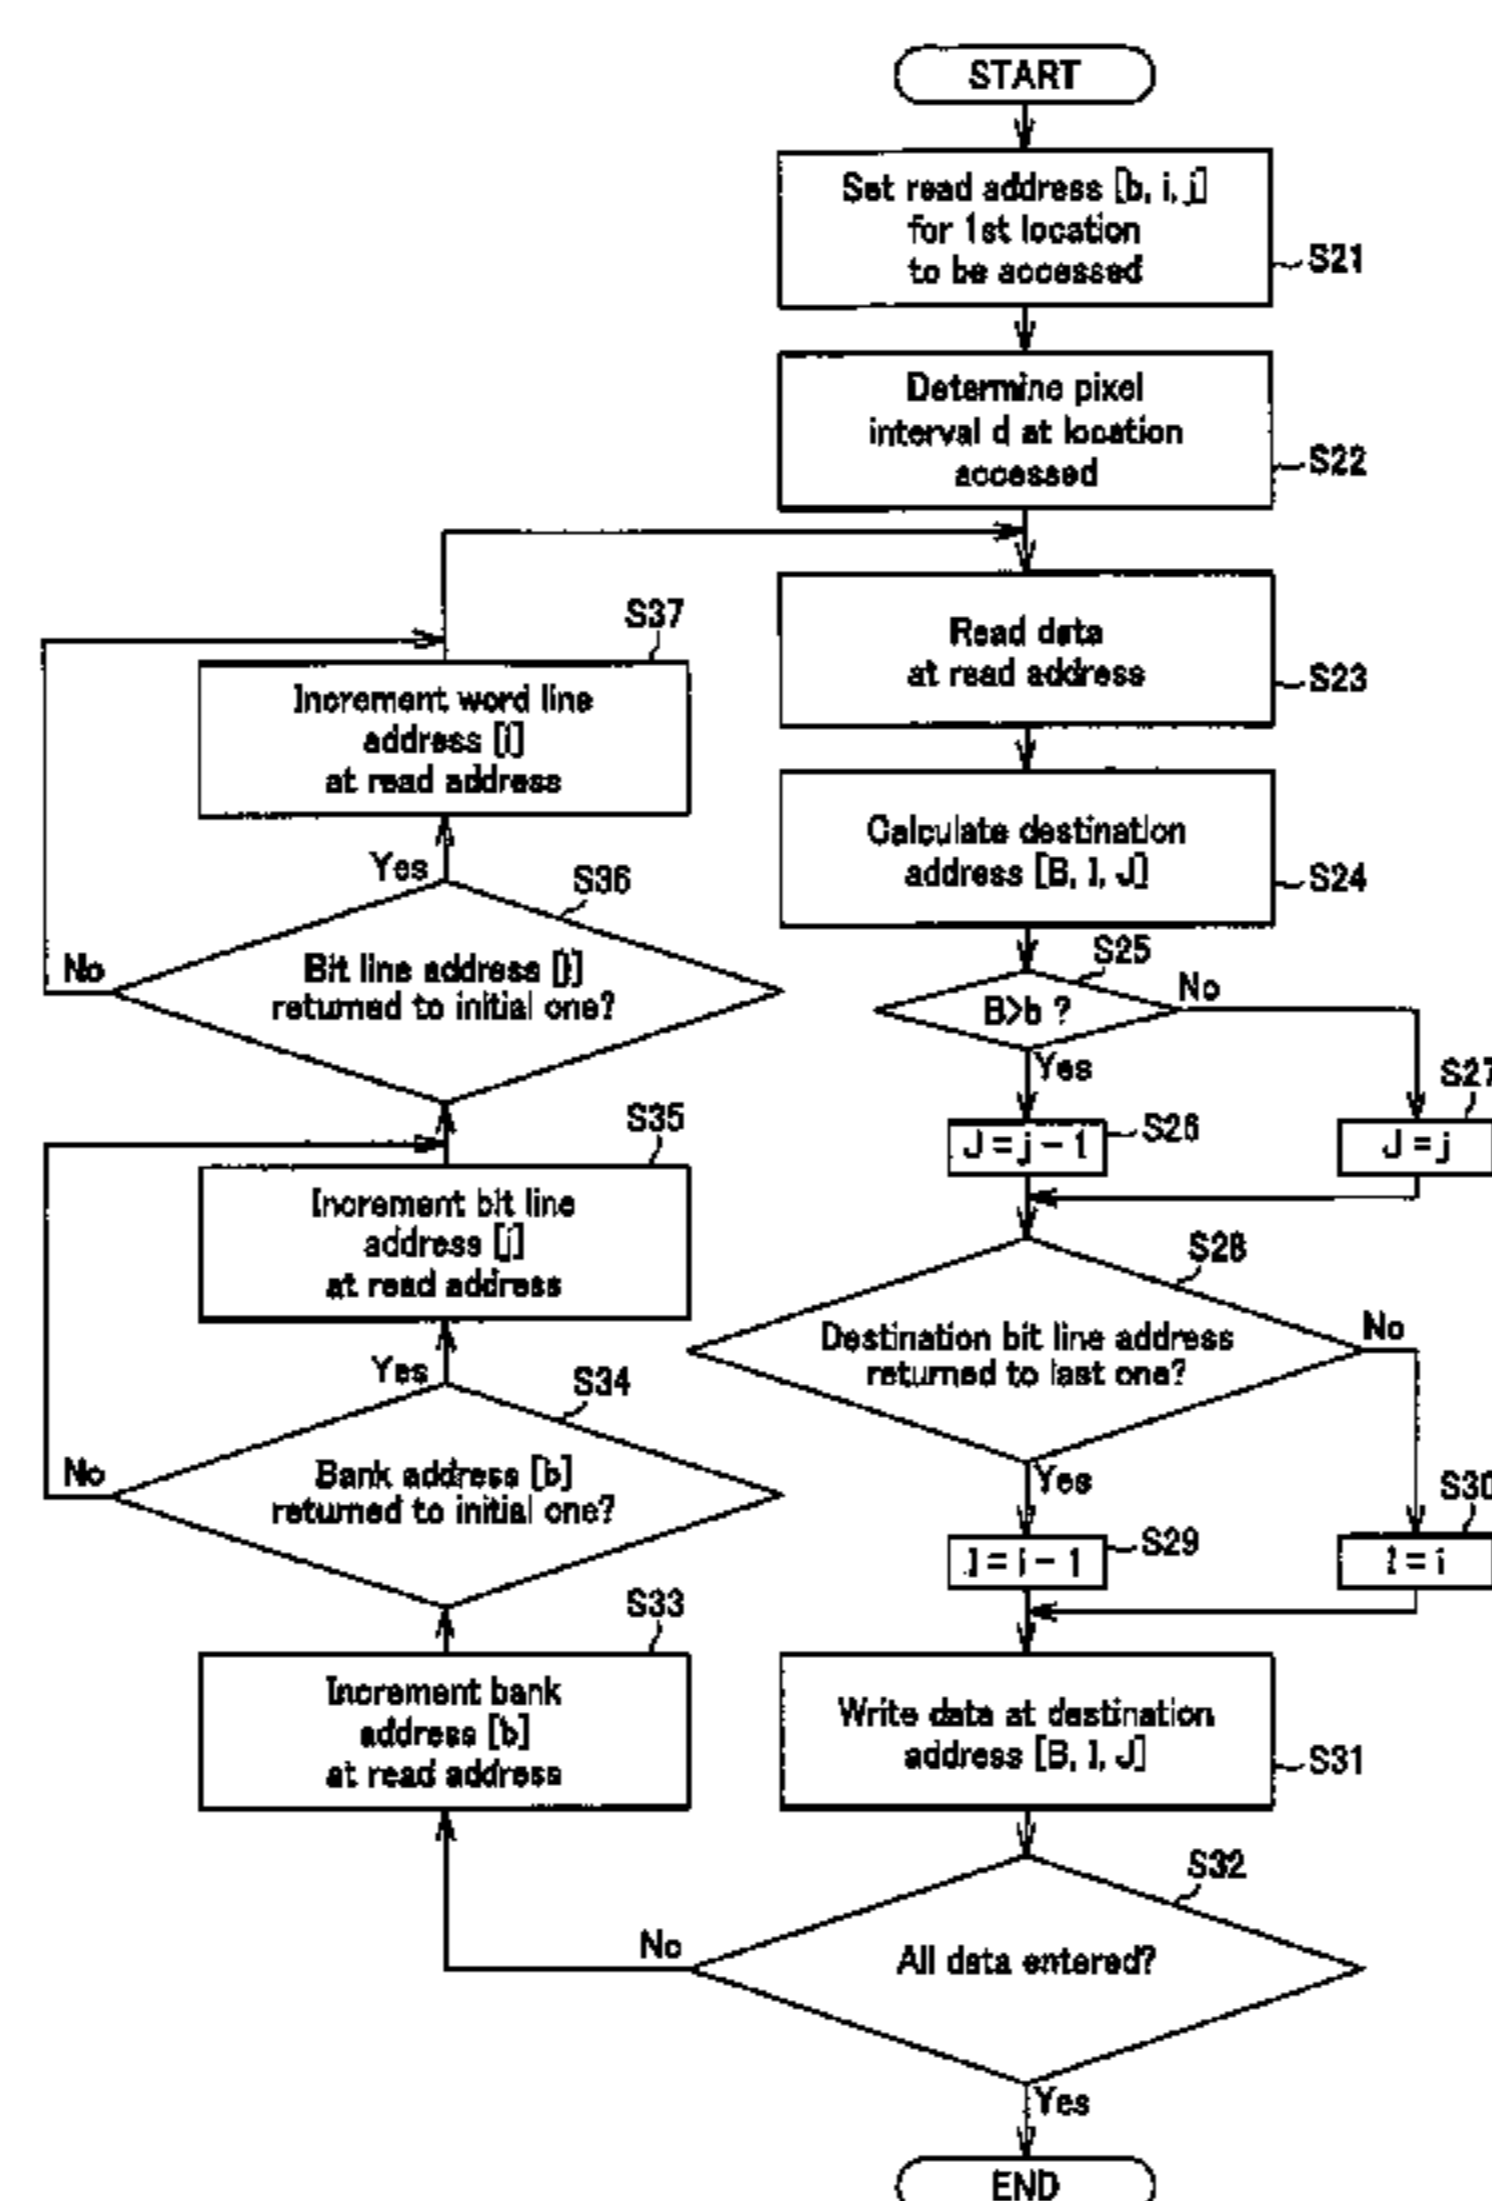 START
Set read address [b, i, j]
for 1st location
to be accessed
S21
Determine pixel
interval d at location
accessed
S22
Read data
at read address
S23
Calculate destination
address [B, I, J]
S24
S25
B>b ?
No
Yes
J = j - 1
S26
S27
J = j
S28
Destination bit line address
returned to last one?
No
Yes
I = i - 1
S29
S30
I = i
Write data at destination
address [B, I, J]
S31
S32
All data entered?
No
Yes
END
S33
Increment bank
address [b]
at read address
S34
Bank address [b]
returned to initial one?
No
Yes
S35
Increment bit line
address [j]
at read address
S36
Bit line address [j]
returned to initial one?
No
Yes
S37
Increment word line
address [i]
at read address